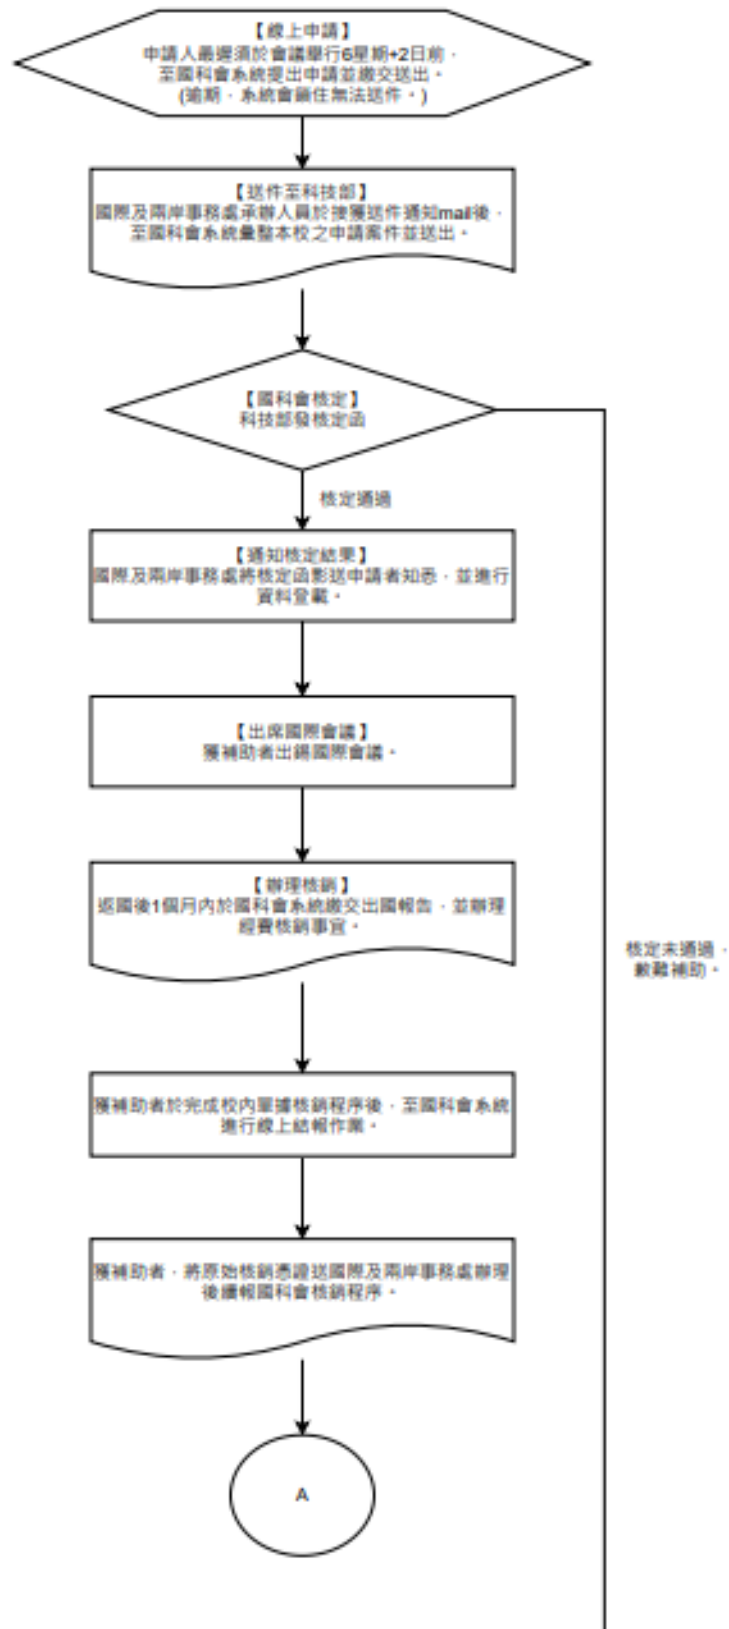 【線上申請】
申請人最遲須於會議舉行6星期+2日前，
至國科會系統提出申請並繳交送出。
(逾期，系統會鎖住無法送件。)
【送件至科技部】
國際及兩岸事務處承辦人員於接獲送件通知mail後，
至國科會系統彙整本校之申請案件並送出。
【國科會核定】
科技部發核定函
核定通過
【通知核定結果】
國際及兩岸事務處將核定函影送申請者知悉，並進行
資料登載。
【出席國際會議】
獲補助者出錫國際會議。
【辦理核銷】
返國後1個月內於國科會系統繳交出國報告，並辦理
經費核銷事宜。
核定未通過，
歉難補助。
獲補助者於完成校內單據核銷程序後，至國科會系統
進行線上結報作業。
獲補助者，將原始核銷憑證送國際及兩岸事務處辦理
後續報國科會核銷程序。
A